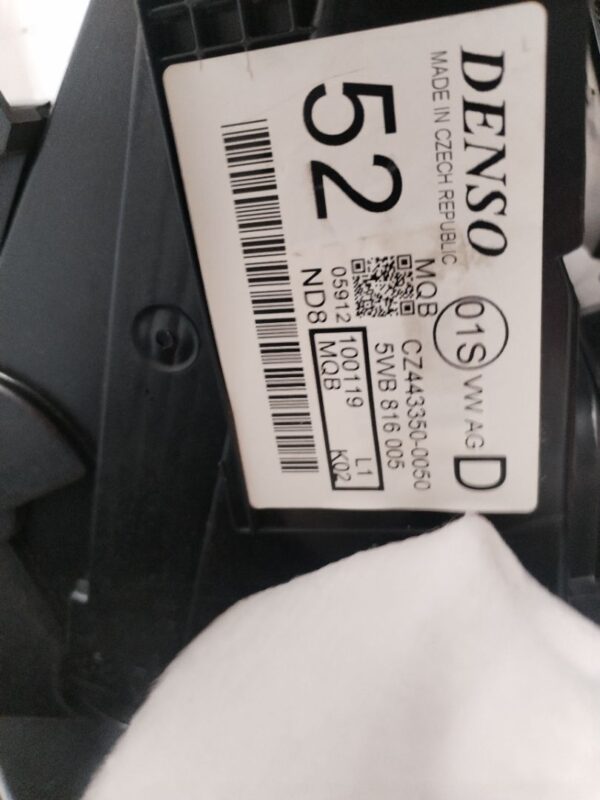 DENSO
MADE IN CZECH REPUBLIC
52
MQB
01S
VW AG
D
CZ443350-0050
5WB 816 005
05912
ND8
100119 L1
MQB K02